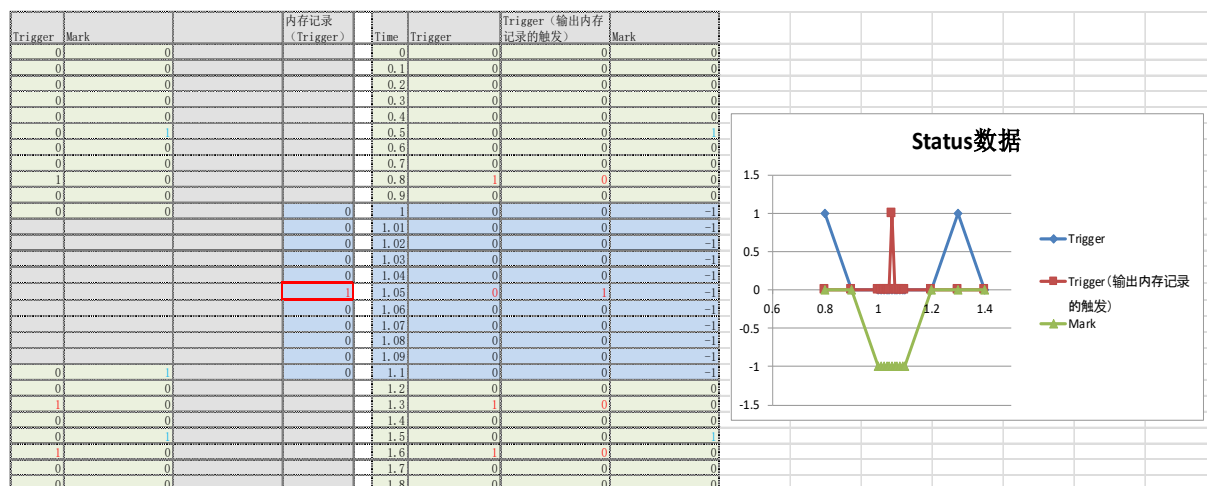 内存记录 Trigger（输出内存
Trigger Mark （Trigger） Time Trigger 记录的触发） Mark
0 0 0 0 0 0
0 0 0.1 0 0 0
0 0 0.2 0 0 0
0 0 0.3 0 0 0
0 0 0.4 0 0 0
0 1 0.5 0 0 1
0 0 0.6 0 0 0
0 0 0.7 0 0 0
1 0 0.8 1 0 0
0 0 0.9 0 0 0
0 0 0 1 0 0 -1
0 1.01 0 0 -1
0 1.02 0 0 -1
0 1.03 0 0 -1
0 1.04 0 0 -1
1 1.05 0 1 -1
0 1.06 0 0 -1
0 1.07 0 0 -1
0 1.08 0 0 -1
0 1.09 0 0 -1
0 1 0 1.1 0 0 -1
0 0 1.2 0 0 0
1 0 1.3 1 0 0
0 0 1.4 0 0 0
0 1 1.5 0 0 1
1 0 1.6 1 0 0
0 0 1.7 0 0 0
0 0 1.8 0 0 0
Status数据
1.5
1
0.5
0
-0.5
-1
-1.5
0.6 0.8 1 1.2 1.4
Trigger
Trigger（输出内存记录
的触发）
Mark